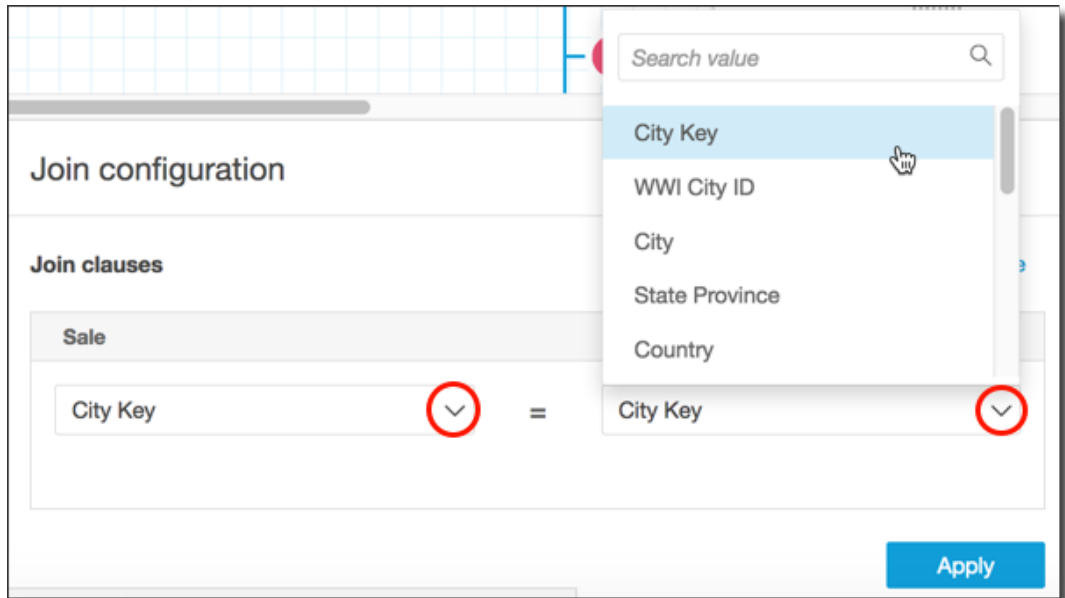 Search value
City Key
WWI City ID
City
State Province
Country
Join configuration
Join clauses
Sale
City Key = City Key
Apply